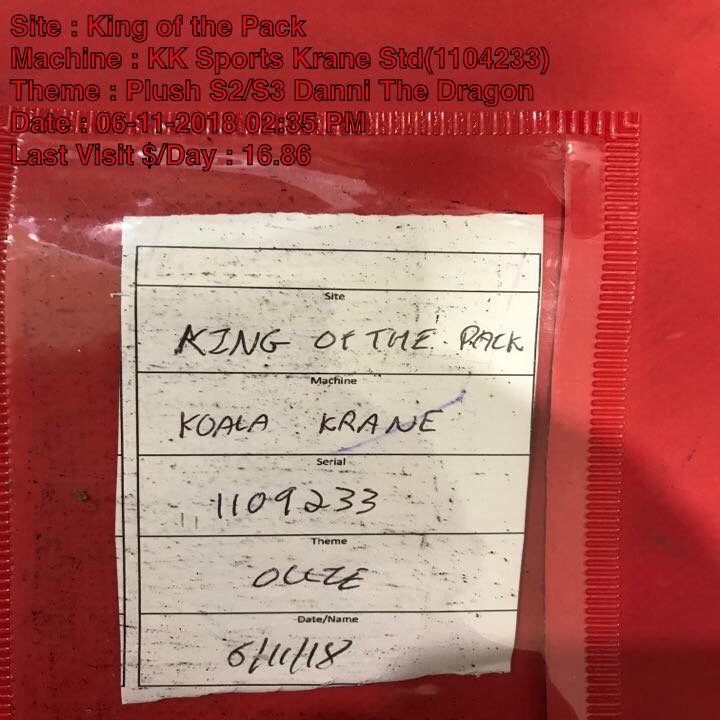 Site : King of the Pack
Machine : KK Sports Krane Std(1104233)
Theme : Plush S2/S3 Danni The Dragon
Date : 06-11-2018 02:35 PM
Last Visit $/Day : 16.86
Site
KING OF THE PACK
Machine
KOALA KRANE
Serial
1109233
Theme
Date/Name
6/11/18